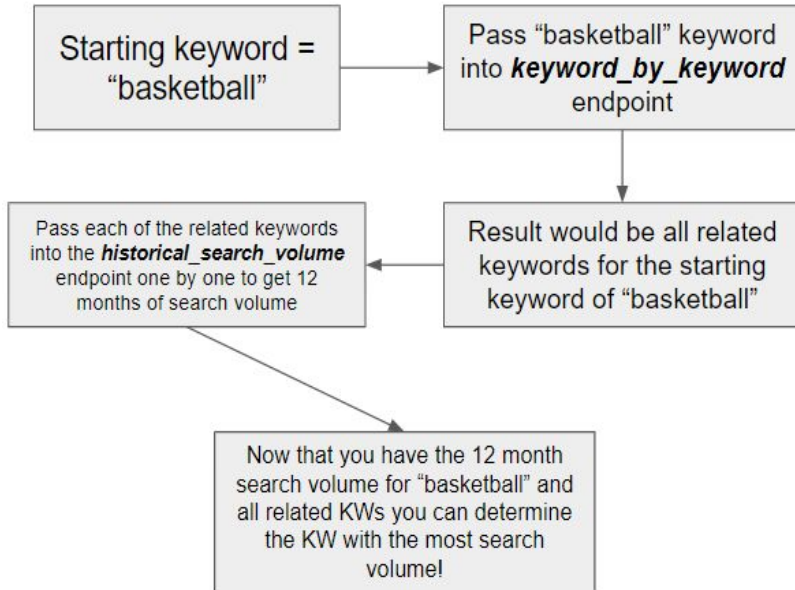 Starting keyword =
“basketball”
Pass “basketball” keyword
into keyword_by_keyword
endpoint
Result would be all related
keywords for the starting
keyword of “basketball”
Pass each of the related keywords
into the historical_search_volume
endpoint one by one to get 12
months of search volume
Now that you have the 12 month
search volume for “basketball” and
all related KWs you can determine
the KW with the most search
volume!